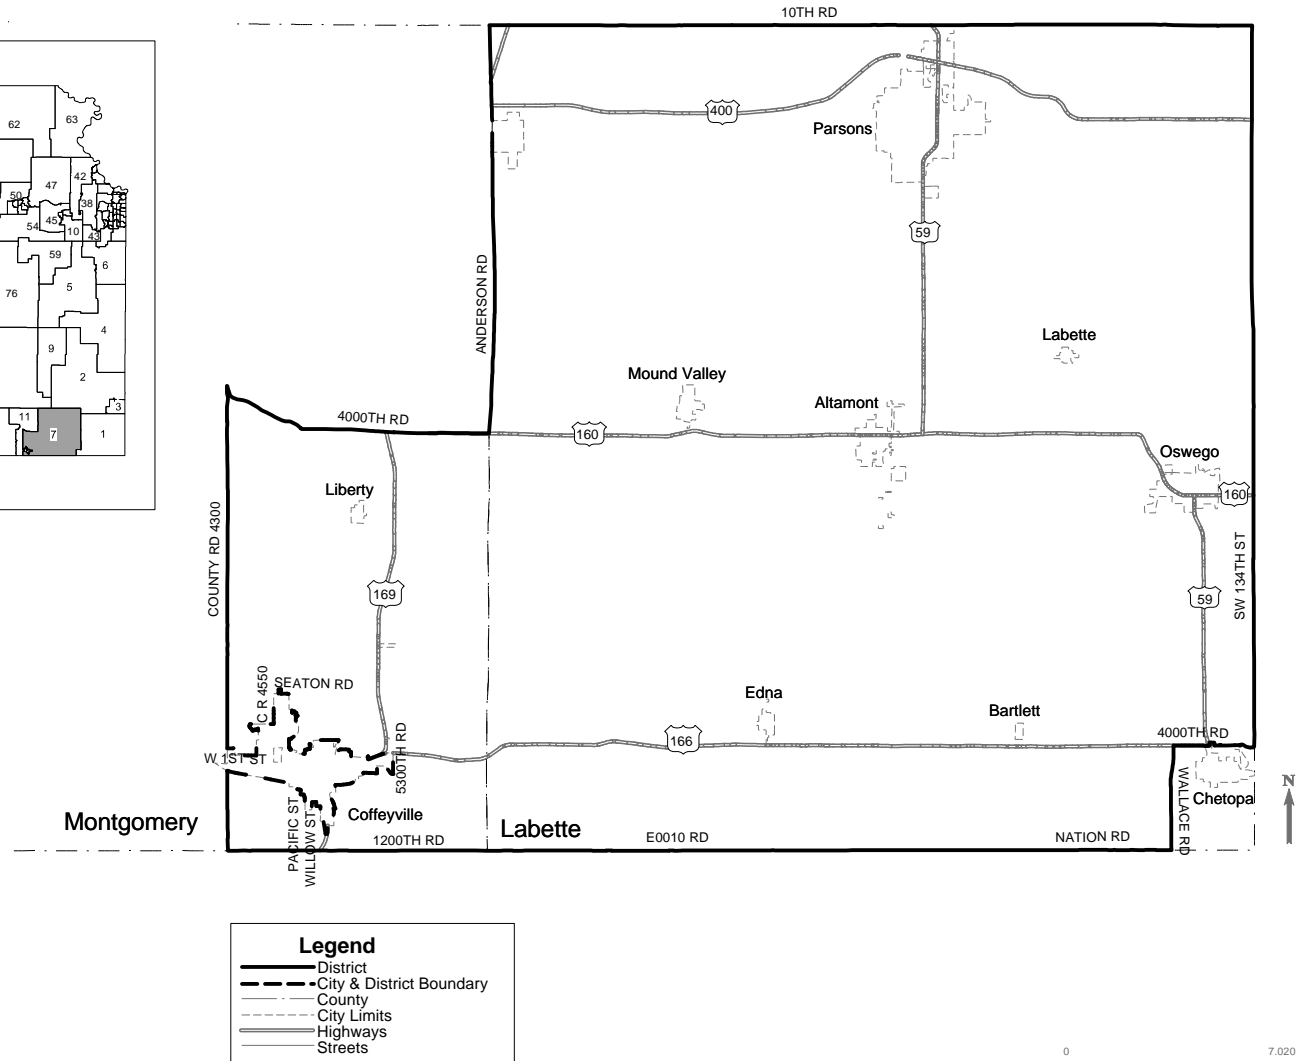 10TH RD
62
63
47
42
50
38
45
54
10
43
59
6
76
5
4
9
2
3
11
7
1
400
Parsons
59
ANDERSON RD
Labette
Mound Valley
Altamont
4000TH RD
160
Oswego
160
Liberty
COUNTY RD 4300
169
59
SW 134TH ST
C R 4550
SEATON RD
Edna
Bartlett
4000TH RD
166
W 1ST ST
5300TH RD
WALLACE RD
Chetopa
N
PACIFIC ST
WILLOW ST
Coffeyville
Montgomery
Labette
1200TH RD
E0010 RD
NATION RD
Legend
District
City & District Boundary
County
City Limits
Highways
Streets
0 7.020